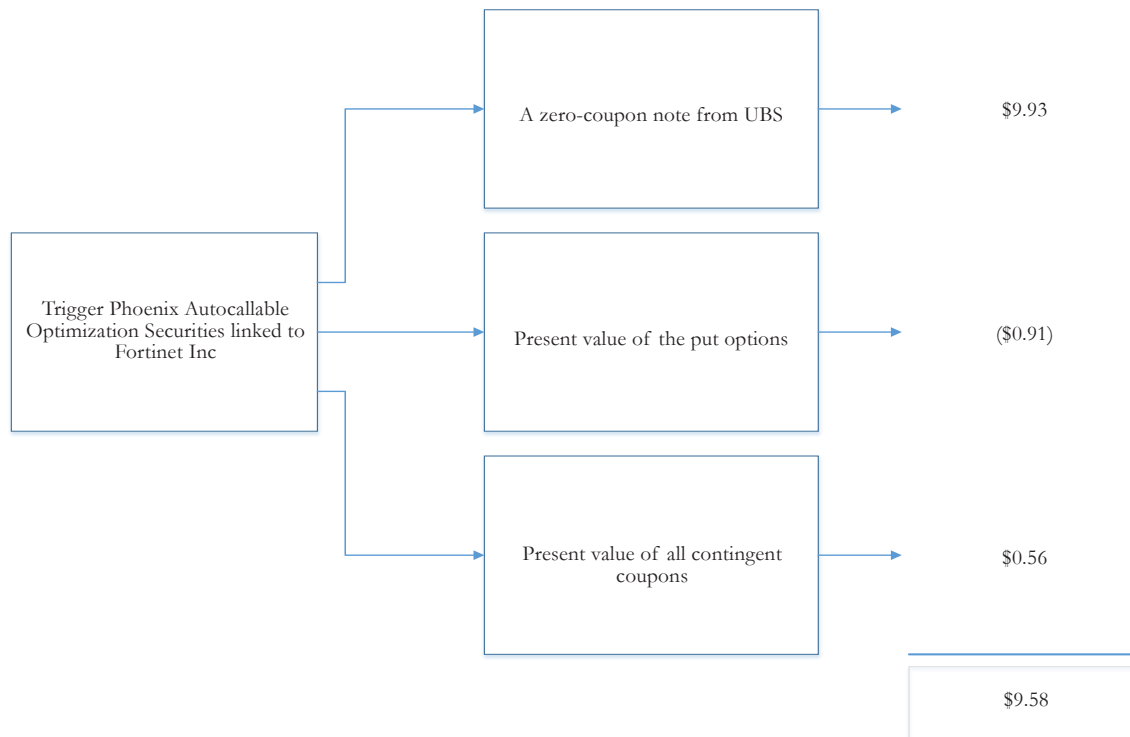 A zero-coupon note from UBS
$9.93
Trigger Phoenix Autocallable
Optimization Securities linked to
Fortinet Inc
Present value of the put options
($0.91)
Present value of all contingent
coupons
$0.56
$9.58